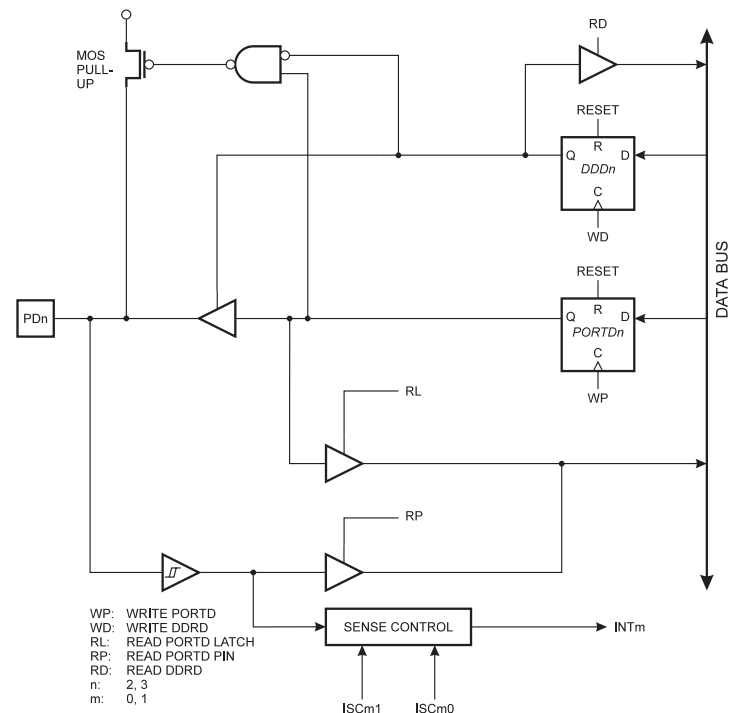 RD
MOS
PULL-
UP
RESET
R
Q D
DDDn
C
WD
DATA BUS
RESET
PDn
R
Q D
PORTDn
C
WP
RL
RP
WP: WRITE PORTD
WD: WRITE DDRD
RL: READ PORTD LATCH
RP: READ PORTD PIN
RD: READ DDRD
n: 2, 3
m: 0, 1
SENSE CONTROL
INTm
ISCm1 ISCm0